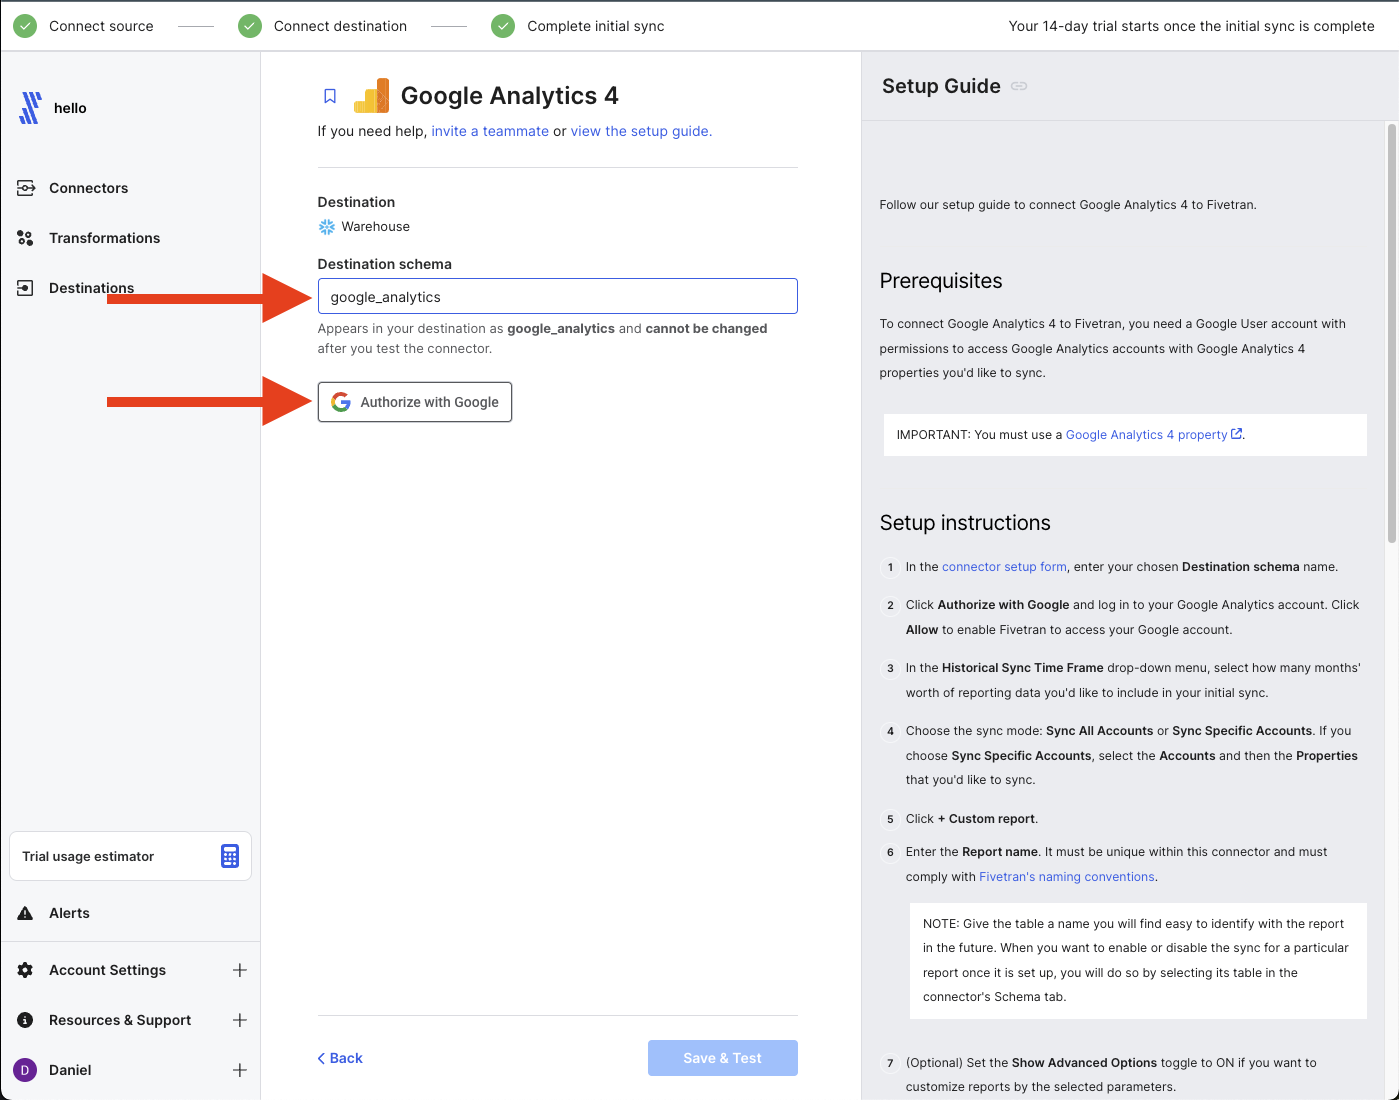 Connect source
Connect destination
Complete initial sync
Your 14-day trial starts once the initial sync is complete
hello
Connectors
Transformations
Destinations
Trial usage estimator
Alerts
Account Settings
Resources & Support
D
Daniel
Google Analytics 4
If you need help, invite a teammate or view the setup guide.
Destination
Warehouse
Destination schema
google_analytics
Appears in your destination as google_analytics and cannot be changed
after you test the connector.
Authorize with Google
Back
Save & Test
Setup Guide
Follow our setup guide to connect Google Analytics 4 to Fivetran.
Prerequisites
To connect Google Analytics 4 to Fivetran, you need a Google User account with
permissions to access Google Analytics accounts with Google Analytics 4
properties you'd like to sync.
IMPORTANT: You must use a Google Analytics 4 property.
Setup instructions
1 In the connector setup form, enter your chosen Destination schema name.
2 Click Authorize with Google and log in to your Google Analytics account. Click
Allow to enable Fivetran to access your Google account.
3 In the Historical Sync Time Frame drop-down menu, select how many months'
worth of reporting data you'd like to include in your initial sync.
4 Choose the sync mode: Sync All Accounts or Sync Specific Accounts. If you
choose Sync Specific Accounts, select the Accounts and then the Properties
that you'd like to sync.
5 Click + Custom report.
6 Enter the Report name. It must be unique within this connector and must
comply with Fivetran's naming conventions.
NOTE: Give the table a name you will find easy to identify with the report
in the future. When you want to enable or disable the sync for a particular
report once it is set up, you will do so by selecting its table in the
connector's Schema tab.
7 (Optional) Set the Show Advanced Options toggle to ON if you want to
customize reports by the selected parameters.